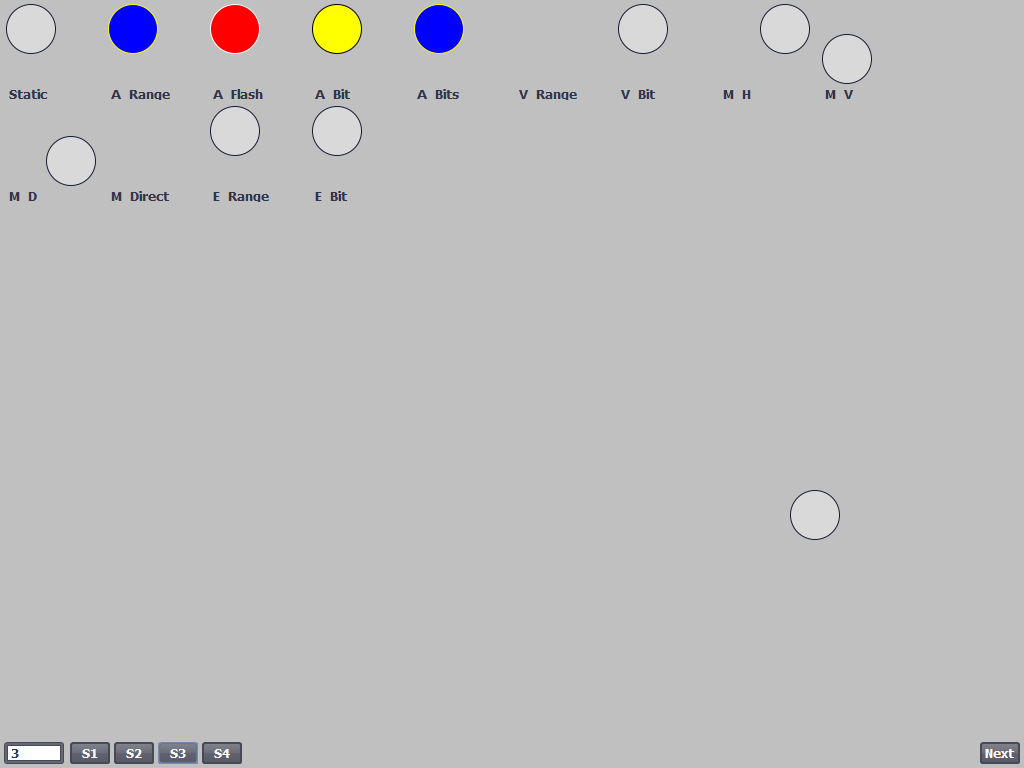 Static A Range A Flash A Bit A Bits V Range V Bit M H M V
M D M Direct E Range E Bit
3 S1 S2 S3 S4 Next